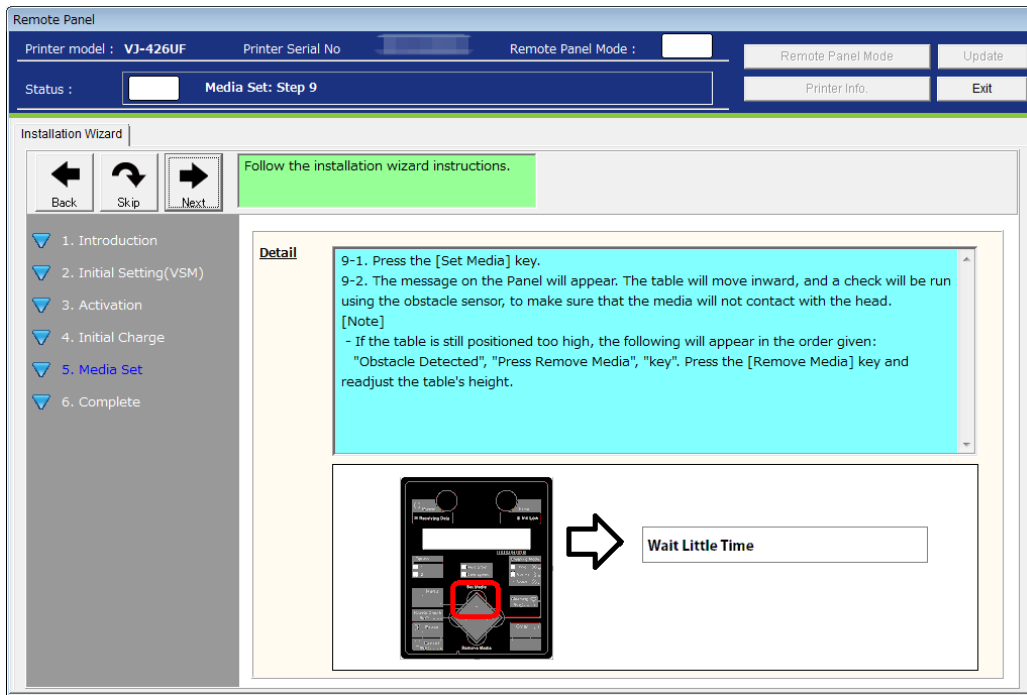 Remote Panel
Printer model : VJ-426UF Printer Serial No Remote Panel Mode :
Remote Panel Mode Update
Status : Media Set: Step 9
Printer Info. Exit
Installation Wizard
Back Skip Next
Follow the installation wizard instructions.
1. Introduction
2. Initial Setting(VSM)
3. Activation
4. Initial Charge
5. Media Set
6. Complete
Detail
9-1. Press the [Set Media] key.
9-2. The message on the Panel will appear. The table will move inward, and a check will be run
using the obstacle sensor, to make sure that the media will not contact with the head.
[Note]
- If the table is still positioned too high, the following will appear in the order given:
"Obstacle Detected", "Press Remove Media", "key". Press the [Remove Media] key and
readjust the table's height.
Set Media
Remove Media
Wait Little Time